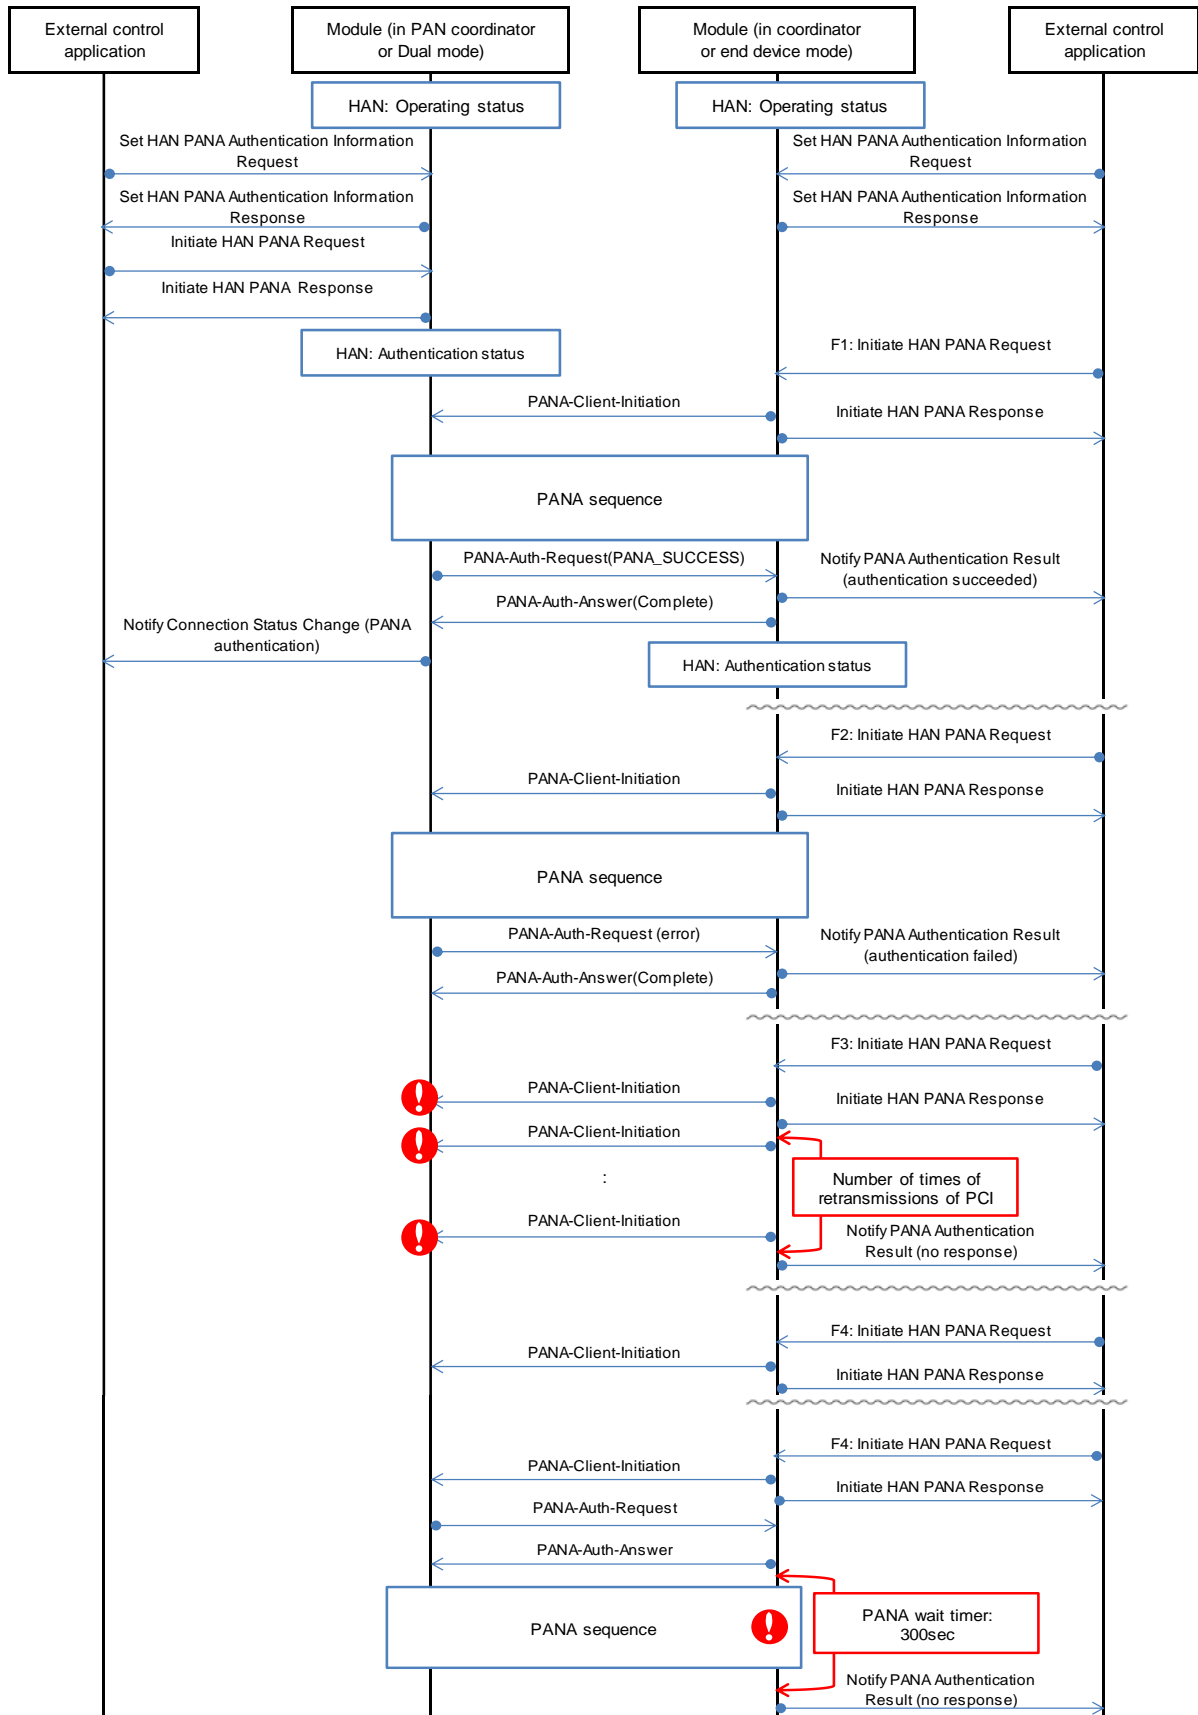 External control
application
Module (in PAN coordinator
or Dual mode)
Module (in coordinator
or end device mode)
External control
application
HAN: Operating status
HAN: Operating status
Set HAN PANA Authentication Information
Request
Set HAN PANA Authentication Information
Request
Set HAN PANA Authentication Information
Response
Set HAN PANA Authentication Information
Response
Initiate HAN PANA Request
Initiate HAN PANA Response
HAN: Authentication status
F1: Initiate HAN PANA Request
PANA-Client-Initiation
Initiate HAN PANA Response
PANA sequence
PANA-Auth-Request(PANA_SUCCESS)
Notify PANA Authentication Result
(authentication succeeded)
PANA-Auth-Answer(Complete)
Notify Connection Status Change (PANA
authentication)
HAN: Authentication status
F2: Initiate HAN PANA Request
PANA-Client-Initiation
Initiate HAN PANA Response
PANA sequence
PANA-Auth-Request (error)
Notify PANA Authentication Result
(authentication failed)
PANA-Auth-Answer(Complete)
F3: Initiate HAN PANA Request
PANA-Client-Initiation
Initiate HAN PANA Response
PANA-Client-Initiation
:
Number of times of
retransmissions of PCI
PANA-Client-Initiation
Notify PANA Authentication
Result (no response)
F4: Initiate HAN PANA Request
PANA-Client-Initiation
Initiate HAN PANA Response
F4: Initiate HAN PANA Request
PANA-Client-Initiation
Initiate HAN PANA Response
PANA-Auth-Request
PANA-Auth-Answer
PANA sequence
PANA wait timer:
300sec
Notify PANA Authentication
Result (no response)